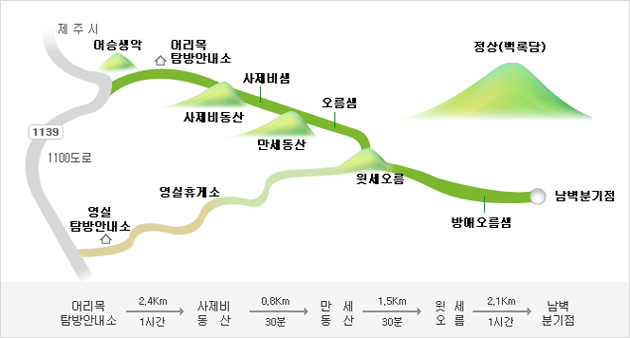 제주시
어승생악
어리목
탐방안내소
사제비샘
오름샘
정상(백록담)
사제비동산
만세동산
1139
1100도로
영실휴게소
윗세오름
남벽분기점
방애오름샘
영실
탐방안내소
어리목
탐방안내소
2,4Km
1시간
사제비
동 산
0,8Km
30분
만 세
동 산
1,5Km
30분
윗 세
오 름
2,1Km
1시간
남벽
분기점